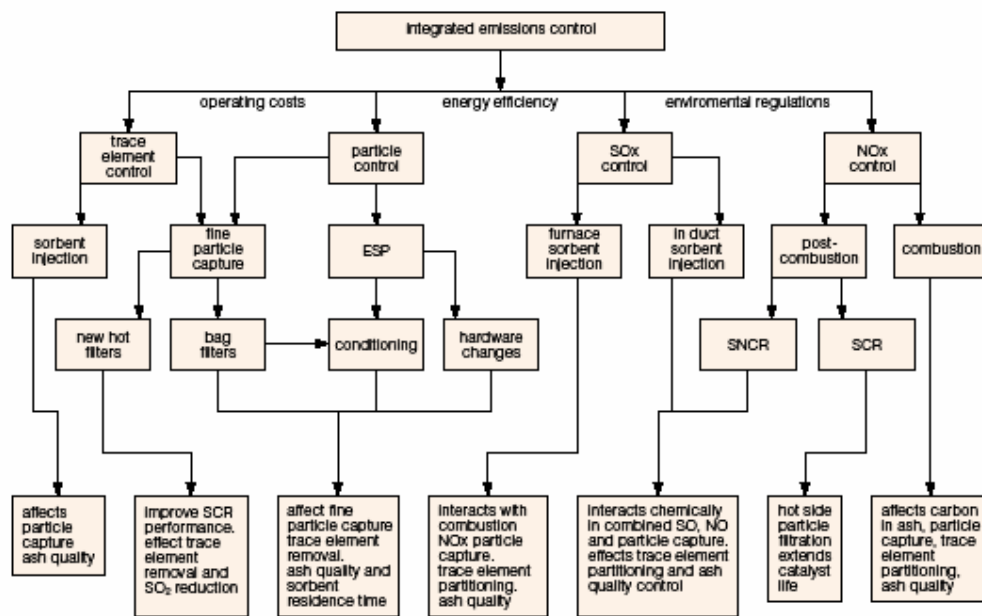 integrated emissions control
operating costs
energy efficiency
enviromental regulations
trace
element
control
particle
control
SOx
control
NOx
control
sorbent
injection
fine
particle
capture
ESP
furnace
sorbent
injection
in duct
sorbent
injection
post-
combustion
combustion
new hot
filters
bag
filters
conditioning
hardware
changes
SNCR
SCR
affects
particle
capture
ash quality
improve SCR
performance.
effect trace
element
removal and
SO₂ reduction
affect fine
particle capture
trace element
removal.
ash quality and
sorbent
residence time
interacts with
combustion
NOx particle
capture.
trace element
partitioning.
ash quality
interacts chemically
in combined SO, NO
and particle capture.
effects trace element
partitioning and ash
quality control
hot side
particle
filtration
extends
catalyst
life
affects carbon
in ash, particle
capture, trace
element
partitioning,
ash quality